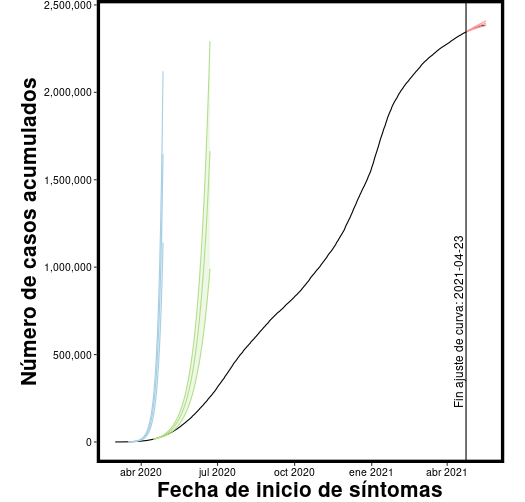 Número de casos acumulados
2,500,000
2,000,000
1,500,000
1,000,000
500,000
0
Fin ajuste de curva: 2021-04-23
abr 2020 jul 2020 oct 2020 ene 2021 abr 2021
Fecha de inicio de síntomas